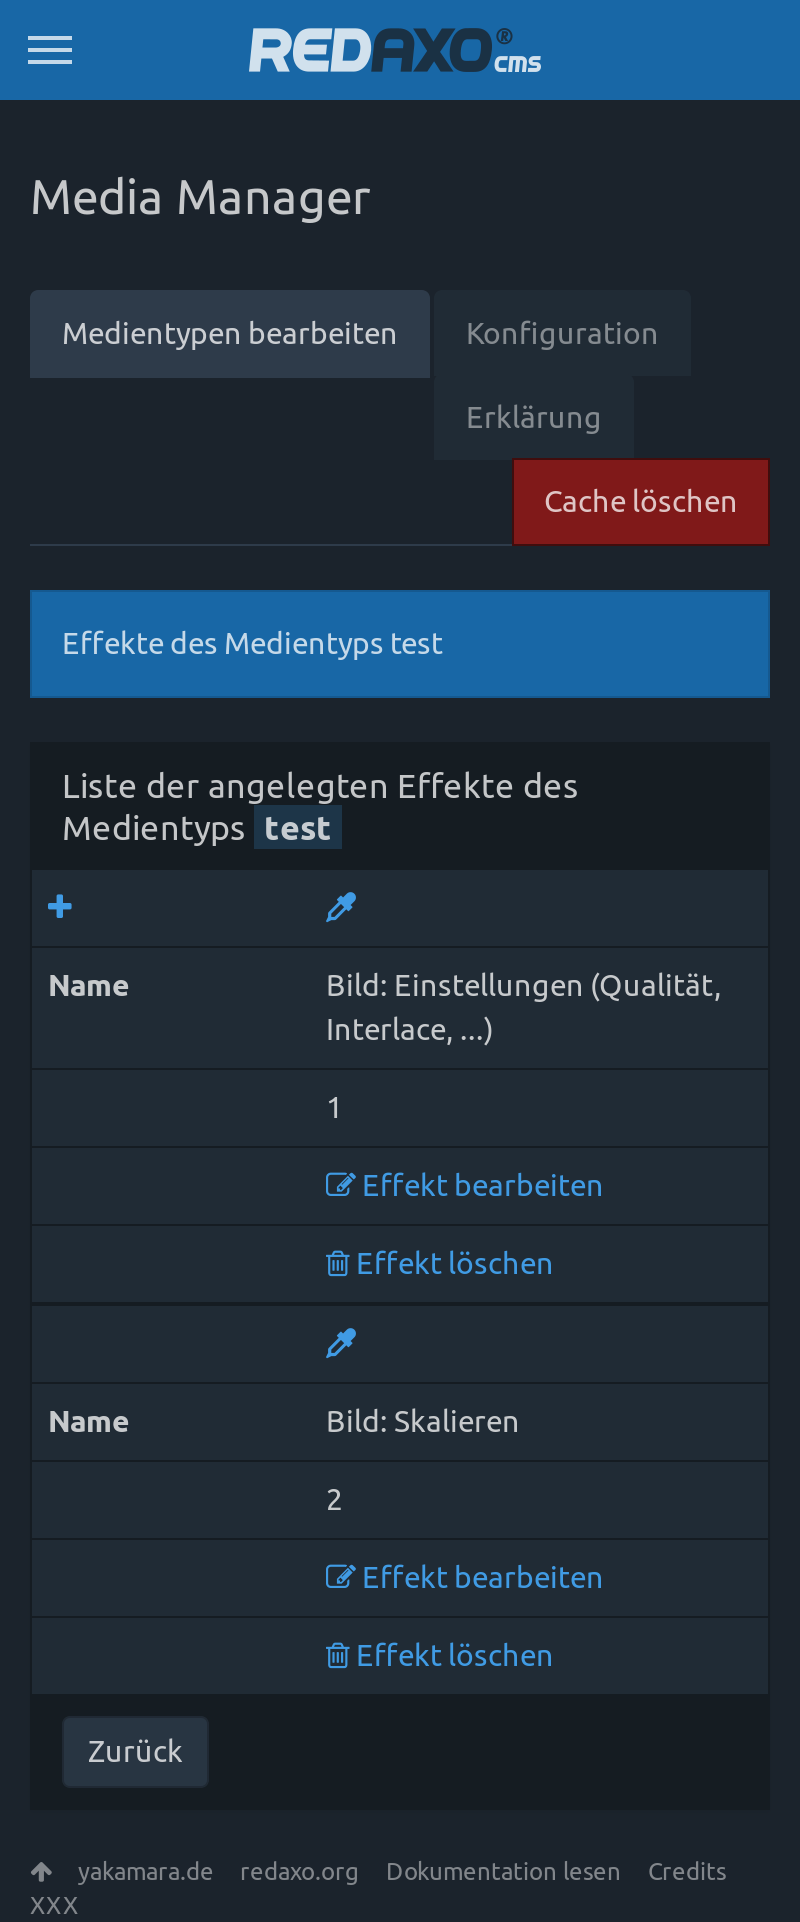 REDAXO® cms
Media Manager
Medientypen bearbeiten
Konfiguration
Erklärung
Cache löschen
Effekte des Medientyps test
Liste der angelegten Effekte des
Medientyps test
Name
Bild: Einstellungen (Qualität,
Interlace, ...)
1
Effekt bearbeiten
Effekt löschen
Name
Bild: Skalieren
2
Effekt bearbeiten
Effekt löschen
Zurück
yakamara.de redaxo.org Dokumentation lesen Credits
XXX